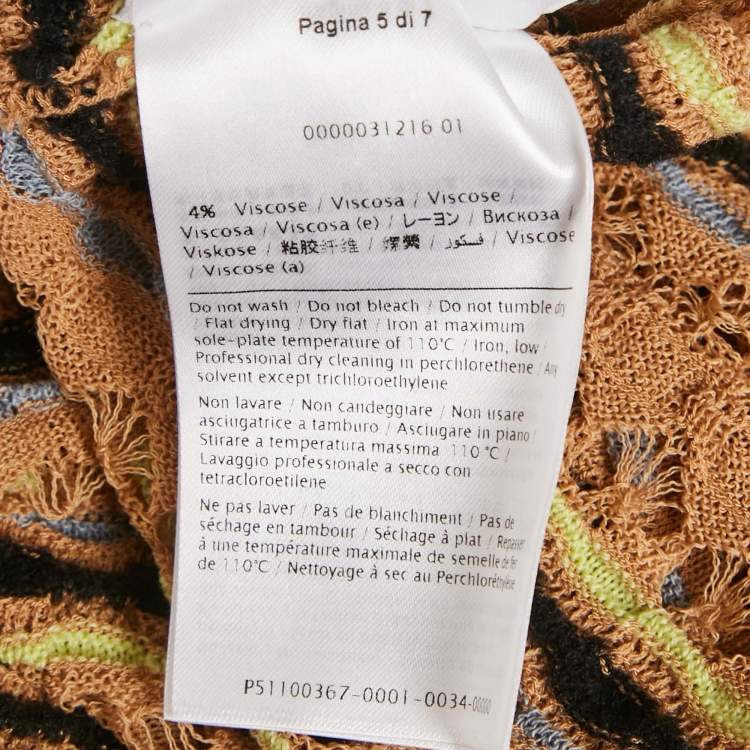 Pagina 5 di 7
0000031216 01
4% Viscose / Viscosa / Viscose /
Viscosa / Viscosa (e) / レーヨン / Вискоза /
Viskose / 粘胶纤维 / / فسكوز / Viscose
/ Viscose (a)
Do not wash / Do not bleach / Do not tumble dry
/ Flat drying / Dry flat / Iron at maximum
sole-plate temperature of 110°C / Iron, low
Professional dry cleaning in perchlorethene / Any
solvent except trichloroethylene
Non lavare / Non candeggiare / Non usare
asciugatrice a tamburo / Asciugare in piano
Stirare a temperatura massima 110 °C /
Lavaggio professionale a secco con
tetracloroetilene
Ne pas laver / Pas de blanchiment / Pas de
séchage en tambour / Séchage à plat / Repasser
à une température maximale de semelle de fer
de 110°C / Nettoyage à sec au Perchloréthylène
P51100367-0001-0034-00000